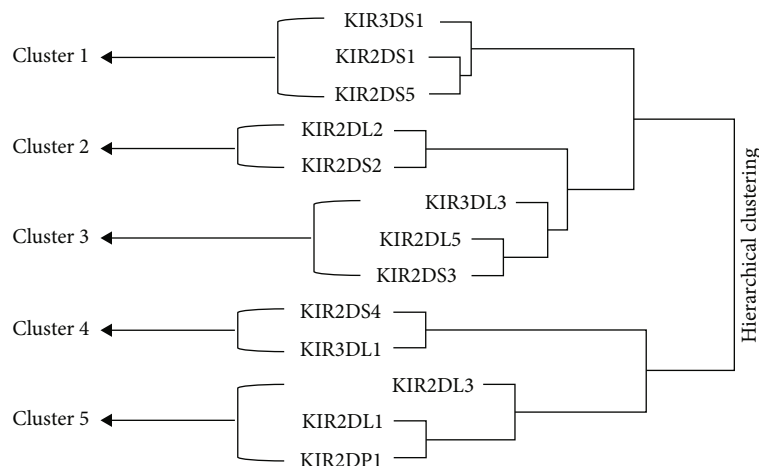 KIR3DS1
Cluster 1
KIR2DS1
KIR2DS5
KIR2DL2
Cluster 2
KIR2DS2
KIR3DL3
Cluster 3
KIR2DL5
KIR2DS3
KIR2DS4
Cluster 4
KIR3DL1
KIR2DL3
Cluster 5
KIR2DL1
KIR2DP1
Hierarchical clustering